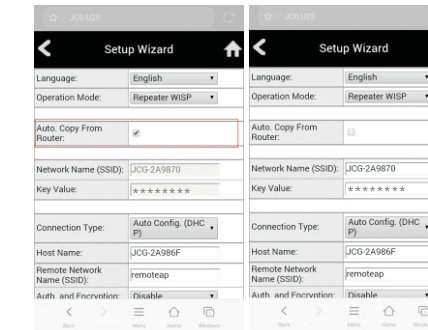 JCG U25
Setup Wizard
Language: English
Operation Mode: Repeater WISP
Auto. Copy From
Router:
Network Name (SSID): JCG-2A9870
Key Value: ********
Connection Type: Auto Config. (DHC
P)
Host Name: JCG-2A986F
Remote Network
Name (SSID): remoteap
Auth. and Encryption: Disable
Back Menu Home Windows
JCG U25
Setup Wizard
Language: English
Operation Mode: Repeater WISP
Auto. Copy From
Router:
Network Name (SSID): JCG-2A9870
Key Value: ********
Connection Type: Auto Config. (DHC
P)
Host Name: JCG-2A986F
Remote Network
Name (SSID): remoteap
Auth. and Encryption: Disable
Back Menu Home Windows